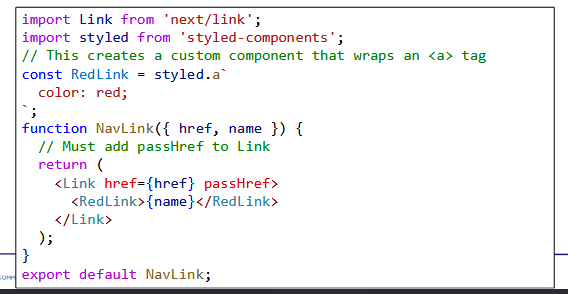 import Link from 'next/link';
import styled from 'styled-components';
// This creates a custom component that wraps an <a> tag
const RedLink = styled.a`
  color: red;
`;
function NavLink({ href, name }) {
  // Must add passHref to Link
  return (
    <Link href={href} passHref>
      <RedLink>{name}</RedLink>
    </Link>
  );
}
export default NavLink;